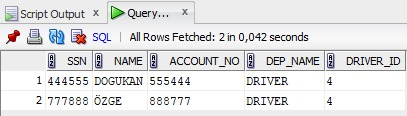 Script Output Query...
SQL All Rows Fetched: 2 in 0,042 seconds
SSN NAME ACCOUNT_NO DEP_NAME DRIVER_ID
1 444555 DOGUKAN 555444 DRIVER 4
2 777888 ÖZGE 888777 DRIVER 4